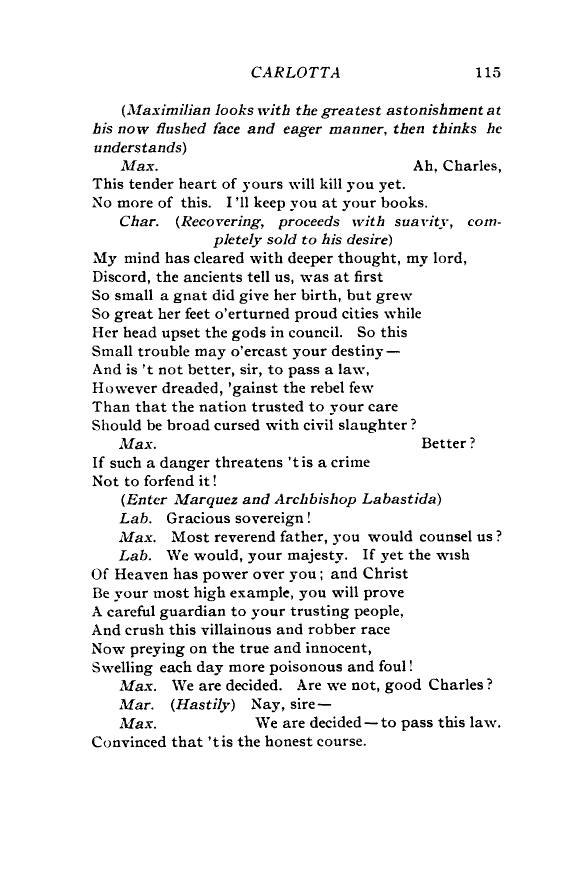 CARLOTTA 115
(Maximilian looks with the greatest astonishment at
his now flushed face and eager manner, then thinks he
understands)
Max. Ah, Charles,
This tender heart of yours will kill you yet.
No more of this. I'll keep you at your books.
Char. (Recovering, proceeds with suavity, com-
pletely sold to his desire)
My mind has cleared with deeper thought, my lord,
Discord, the ancients tell us, was at first
So small a gnat did give her birth, but grew
So great her feet o'erturned proud cities while
Her head upset the gods in council. So this
Small trouble may o'ercast your destiny—
And is 't not better, sir, to pass a law,
However dreaded, 'gainst the rebel few
Than that the nation trusted to your care
Should be broad cursed with civil slaughter?
Max. Better?
If such a danger threatens 'tis a crime
Not to forfend it!
(Enter Marquez and Archbishop Labastida)
Lab. Gracious sovereign!
Max. Most reverend father, you would counsel us?
Lab. We would, your majesty. If yet the wish
Of Heaven has power over you; and Christ
Be your most high example, you will prove
A careful guardian to your trusting people,
And crush this villainous and robber race
Now preying on the true and innocent,
Swelling each day more poisonous and foul!
Max. We are decided. Are we not, good Charles?
Mar. (Hastily) Nay, sire—
Max. We are decided—to pass this law.
Convinced that 'tis the honest course.